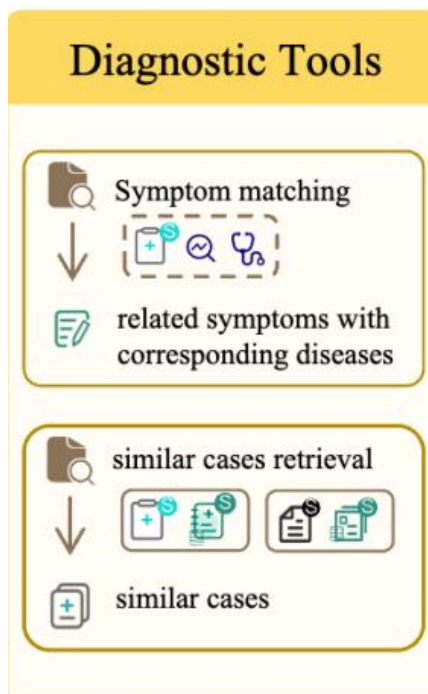 Diagnostic Tools
Symptom matching
S
related symptoms with
corresponding diseases
similar cases retrieval
S S S S
similar cases